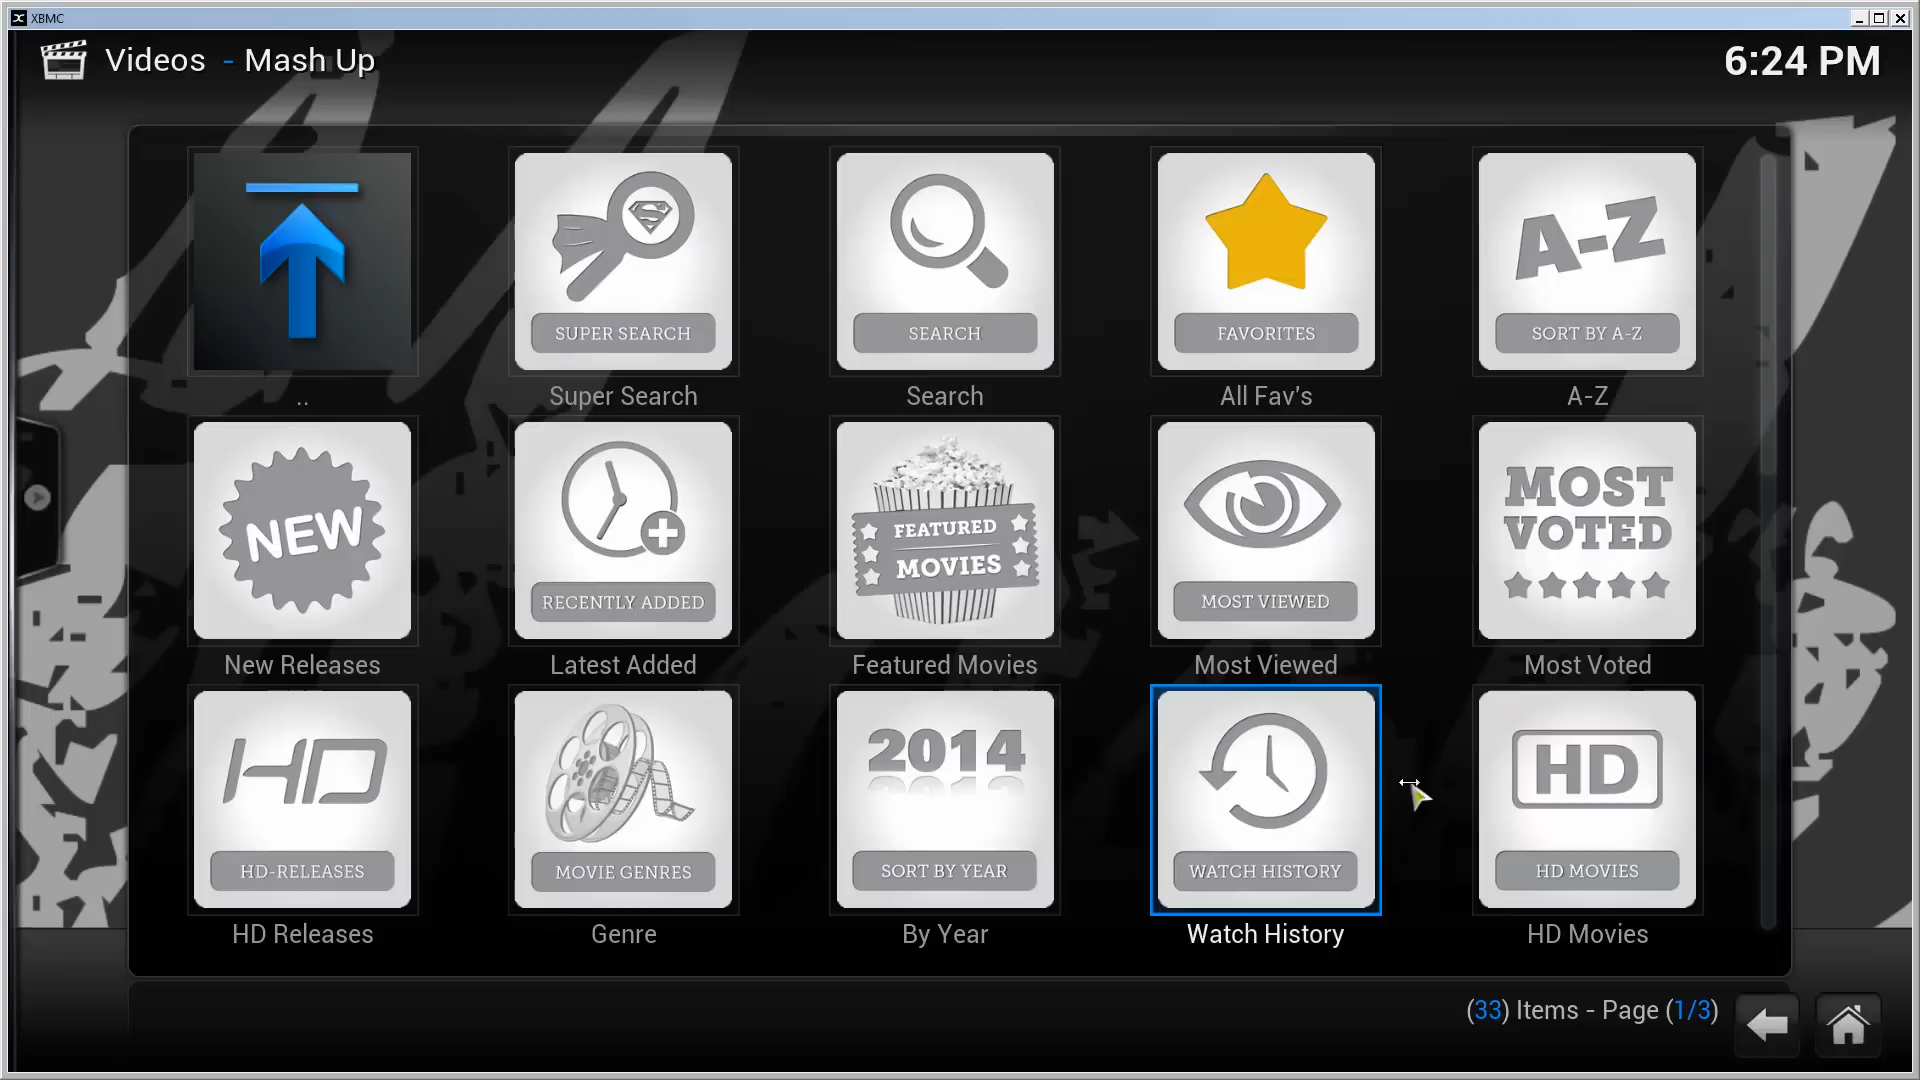 XBMC
Videos - Mash Up
6:24 PM
SUPER SEARCH
SEARCH
FAVORITES
A-Z
SORT BY A-Z
..
Super Search
Search
All Fav's
A-Z
NEW
RECENTLY ADDED
FEATURED
MOVIES
MOST VIEWED
MOST
VOTED
New Releases
Latest Added
Featured Movies
Most Viewed
Most Voted
HD
HD-RELEASES
MOVIE GENRES
2014
2013
SORT BY YEAR
WATCH HISTORY
HD
HD MOVIES
HD Releases
Genre
By Year
Watch History
HD Movies
(33) Items - Page (1/3)